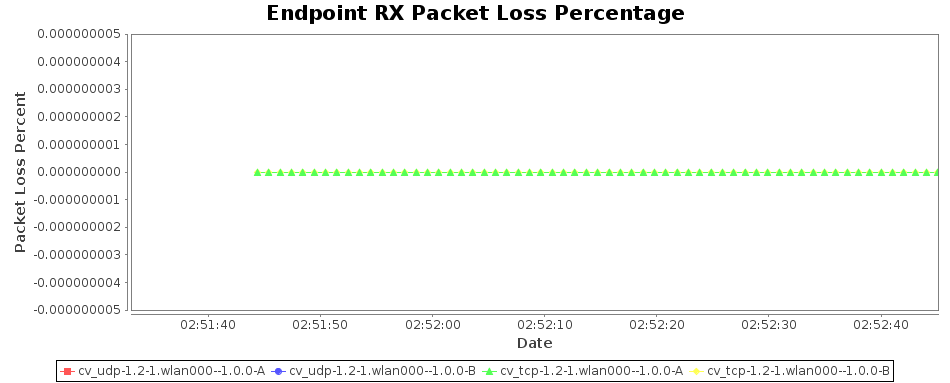 Endpoint RX Packet Loss Percentage
Packet Loss Percent
0.000000005
0.000000004
0.000000003
0.000000002
0.000000001
0.000000000
-0.000000001
-0.000000002
-0.000000003
-0.000000004
-0.000000005
02:51:40 02:51:50 02:52:00 02:52:10 02:52:20 02:52:30 02:52:40
Date
cv_udp-1.2-1.wlan000--1.0.0-A cv_udp-1.2-1.wlan000--1.0.0-B cv_tcp-1.2-1.wlan000--1.0.0-A cv_tcp-1.2-1.wlan000--1.0.0-B